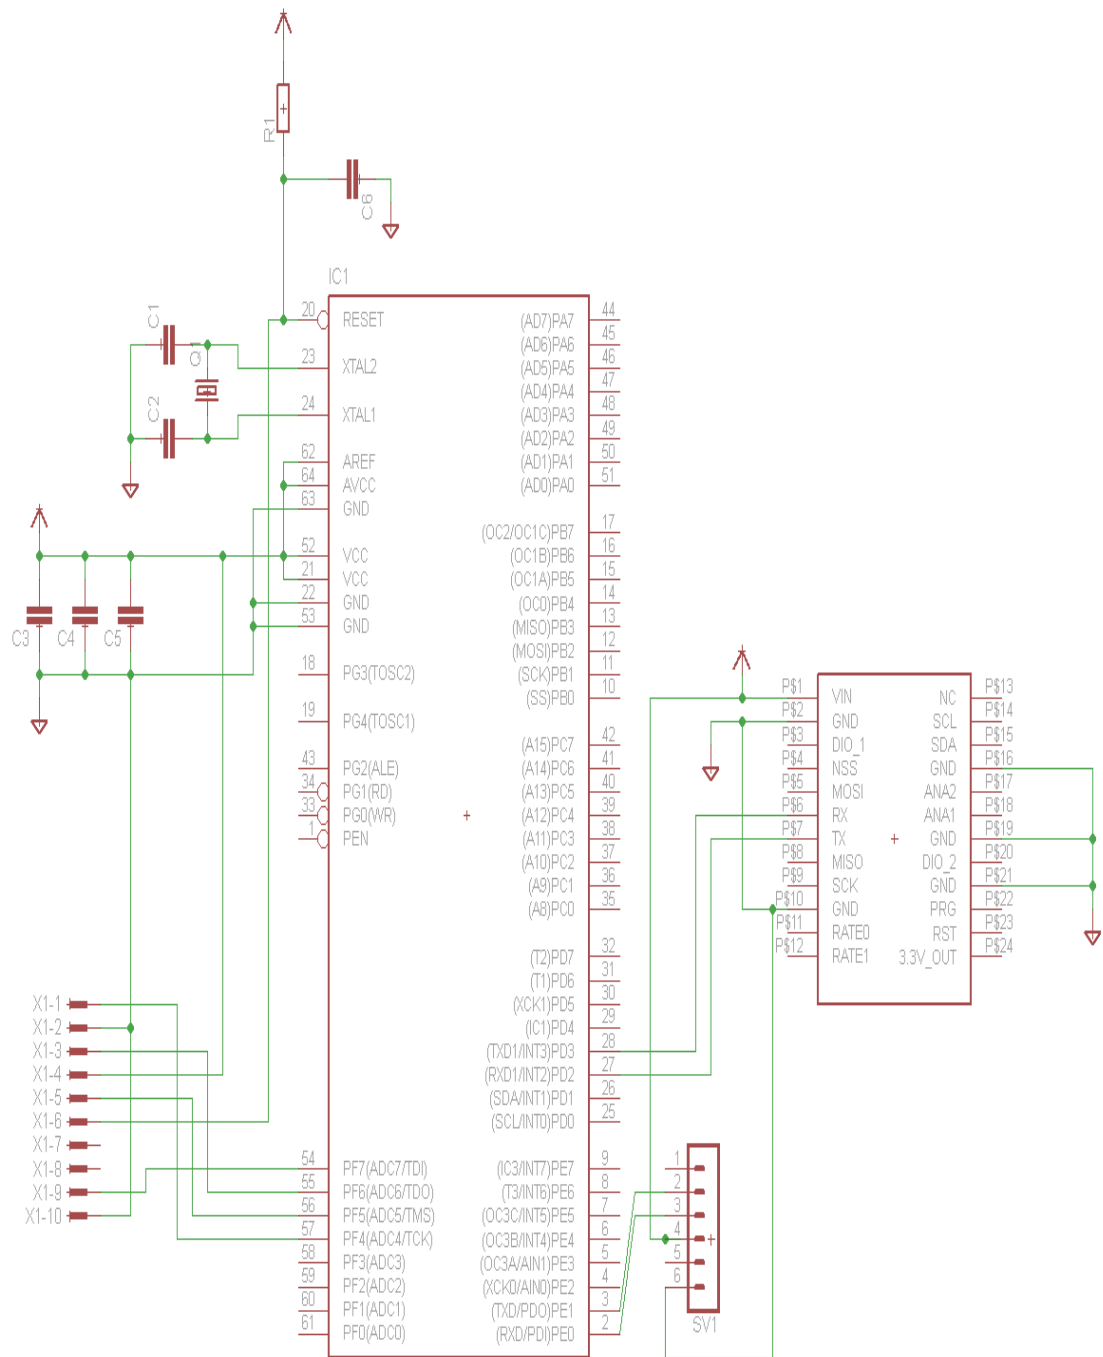 R1
C6
IC1
20 RESET
23 XTAL2
24 XTAL1
62 AREF
64 AVCC
63 GND
52 VCC
21 VCC
22 GND
53 GND
18 PG3(TOSC2)
19 PG4(TOSC1)
43 PG2(ALE)
34 PG1(RD)
33 PG0(WR)
1 PEN
54 PF7(ADC7/TDI)
55 PF6(ADC6/TDO)
56 PF5(ADC5/TMS)
57 PF4(ADC4/TCK)
58 PF3(ADC3)
59 PF2(ADC2)
60 PF1(ADC1)
61 PF0(ADC0)
(AD7)PA7 44
(AD6)PA6 45
(AD5)PA5 46
(AD4)PA4 47
(AD3)PA3 48
(AD2)PA2 49
(AD1)PA1 50
(AD0)PA0 51
(OC2/OC1C)PB7 17
(OC1B)PB6 16
(OC1A)PB5 15
(OC0)PB4 14
(MISO)PB3 13
(MOSI)PB2 12
(SCK)PB1 11
(SS)PB0 10
(A15)PC7 42
(A14)PC6 41
(A13)PC5 40
(A12)PC4 39
(A11)PC3 38
(A10)PC2 37
(A9)PC1 36
(A8)PC0 35
(T2)PD7 32
(T1)PD6 31
(XCK1)PD5 30
(IC1)PD4 29
(TXD1/INT3)PD3 28
(RXD1/INT2)PD2 27
(SDA/INT1)PD1 26
(SCL/INT0)PD0 25
(IC3/INT7)PE7 9
(T3/INT6)PE6 8
(OC3C/INT5)PE5 7
(OC3B/INT4)PE4 6
(OC3A/AIN1)PE3 5
(XCK0/AIN0)PE2 4
(TXD/PDO)PE1 3
(RXD/PDI)PE0 2
C1
Q1
C2
C3
C4
C5
X1-1
X1-2
X1-3
X1-4
X1-5
X1-6
X1-7
X1-8
X1-9
X1-10
P$1 VIN
P$2 GND
P$3 DIO_1
P$4 NSS
P$5 MOSI
P$6 RX
P$7 TX
P$8 MISO
P$9 SCK
P$10 GND
P$11 RATE0
P$12 RATE1
NC P$13
SCL P$14
SDA P$15
GND P$16
ANA2 P$17
ANA1 P$18
GND P$19
DIO_2 P$20
GND P$21
PRG P$22
RST P$23
3.3V_OUT P$24
1
2
3
4
5
6
SV1